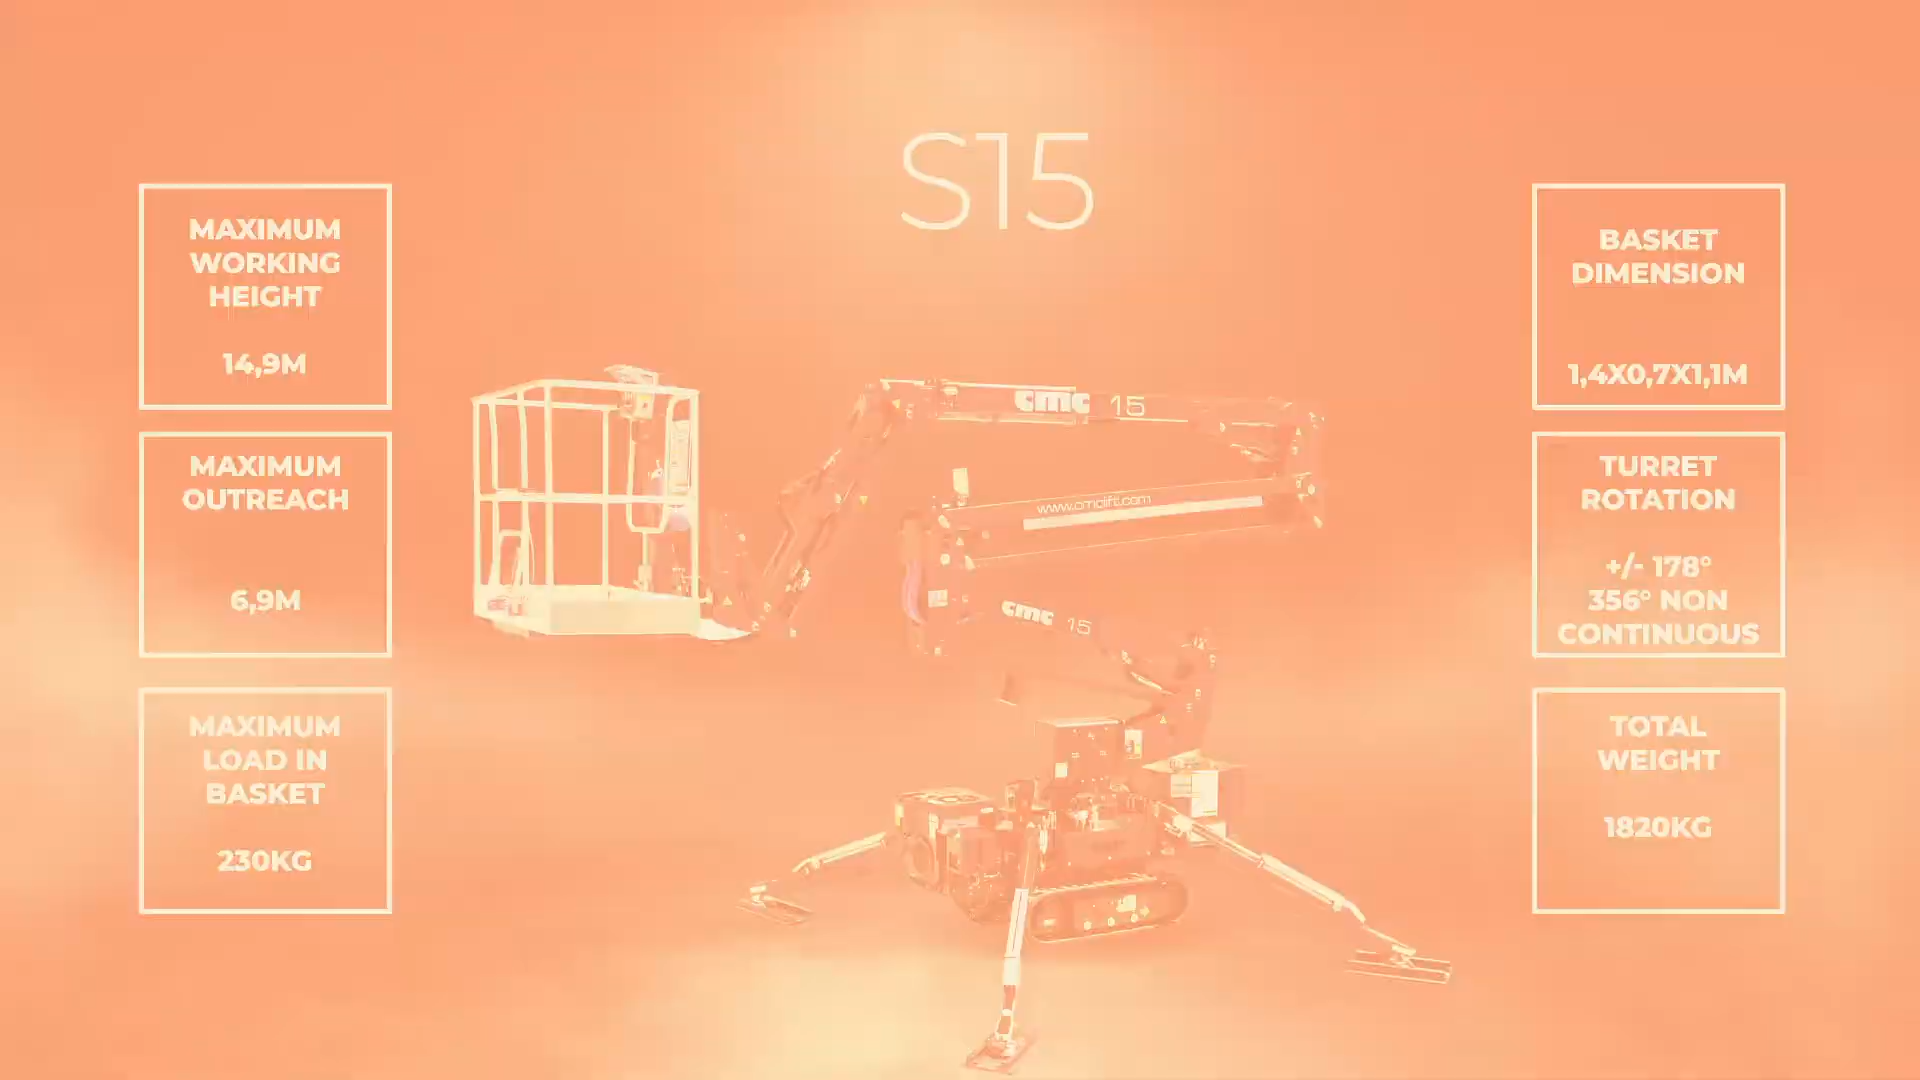 S15
MAXIMUM
WORKING
HEIGHT
14,9M
MAXIMUM
OUTREACH
6,9M
MAXIMUM
LOAD IN
BASKET
230KG
cmc 15
www.cmclift.com
cmc 15
BASKET
DIMENSION
1,4X0,7X1,1M
TURRET
ROTATION
+/- 178°
356° NON
CONTINUOUS
TOTAL
WEIGHT
1820KG